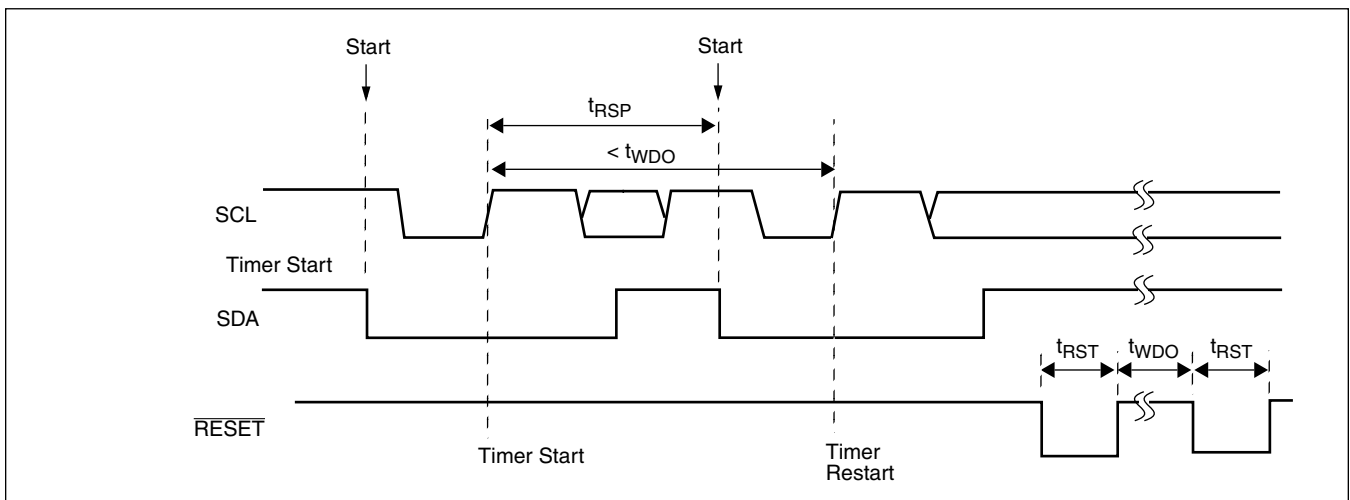 Start
Start
tRSP
< tWDO
SCL
Timer Start
SDA
tRST
tWDO
tRST
RESET
Timer Start
Timer
Restart